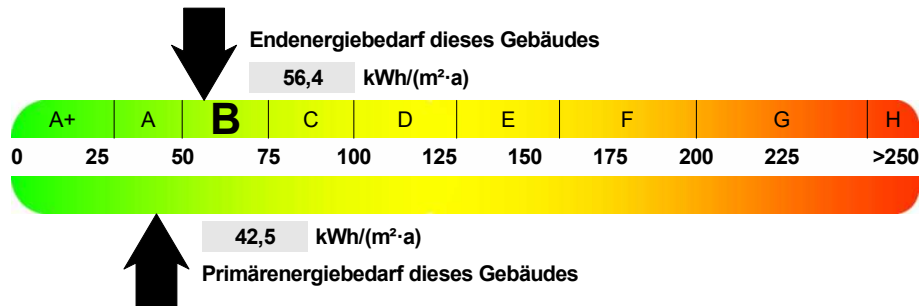 Endenergiebedarf dieses Gebäudes
56,4 kWh/(m²·a)
A+ A B C D E F G H
0 25 50 75 100 125 150 175 200 225 >250
42,5 kWh/(m²·a)
Primärenergiebedarf dieses Gebäudes